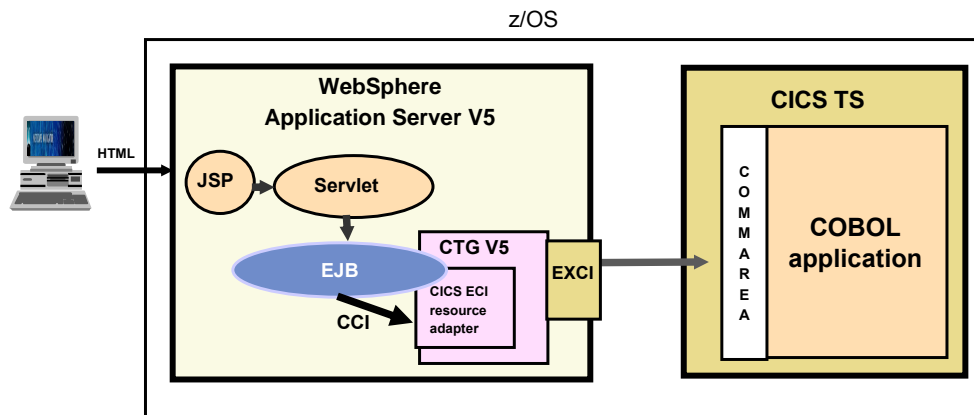 z/OS
WebSphere
Application Server V5
CICS TS
HTML
JSP
Servlet
EJB
CTG V5
EXCI
CICS ECI
resource
adapter
CCI
COMMAREA
COBOL
application